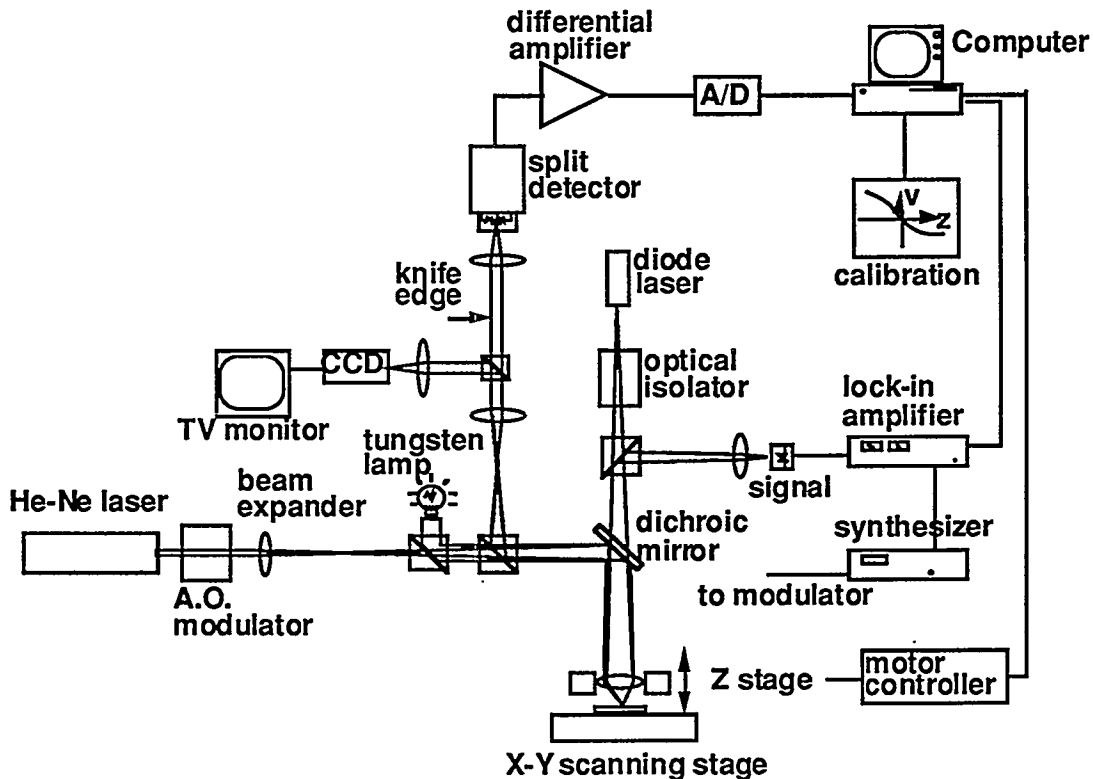 differential
amplifier
Computer
A/D
split
detector
V
Z
calibration
knife
edge
diode
laser
CCD
optical
isolator
TV monitor
lock-in
amplifier
tungsten
lamp
signal
beam
expander
He-Ne laser
dichroic
mirror
synthesizer
to modulator
A.O.
modulator
Z stage
motor
controller
X-Y scanning stage